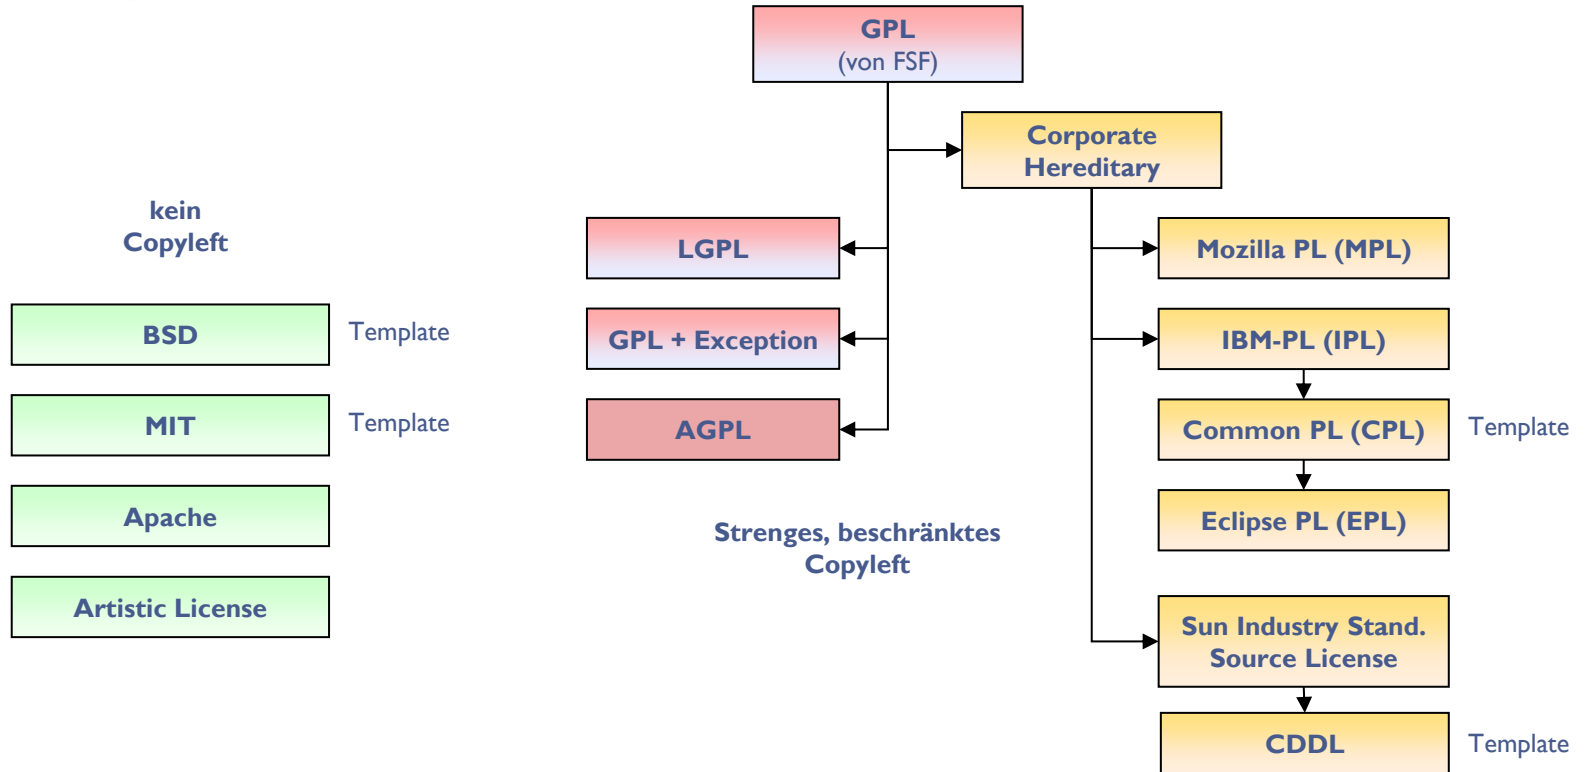 GPL
(von FSF)
Corporate
Hereditary
kein
Copyleft
LGPL
Mozilla PL (MPL)
BSD
Template
GPL + Exception
IBM-PL (IPL)
MIT
Template
AGPL
Common PL (CPL)
Template
Apache
Eclipse PL (EPL)
Strenges, beschränktes
Copyleft
Artistic License
Sun Industry Stand.
Source License
CDDL
Template